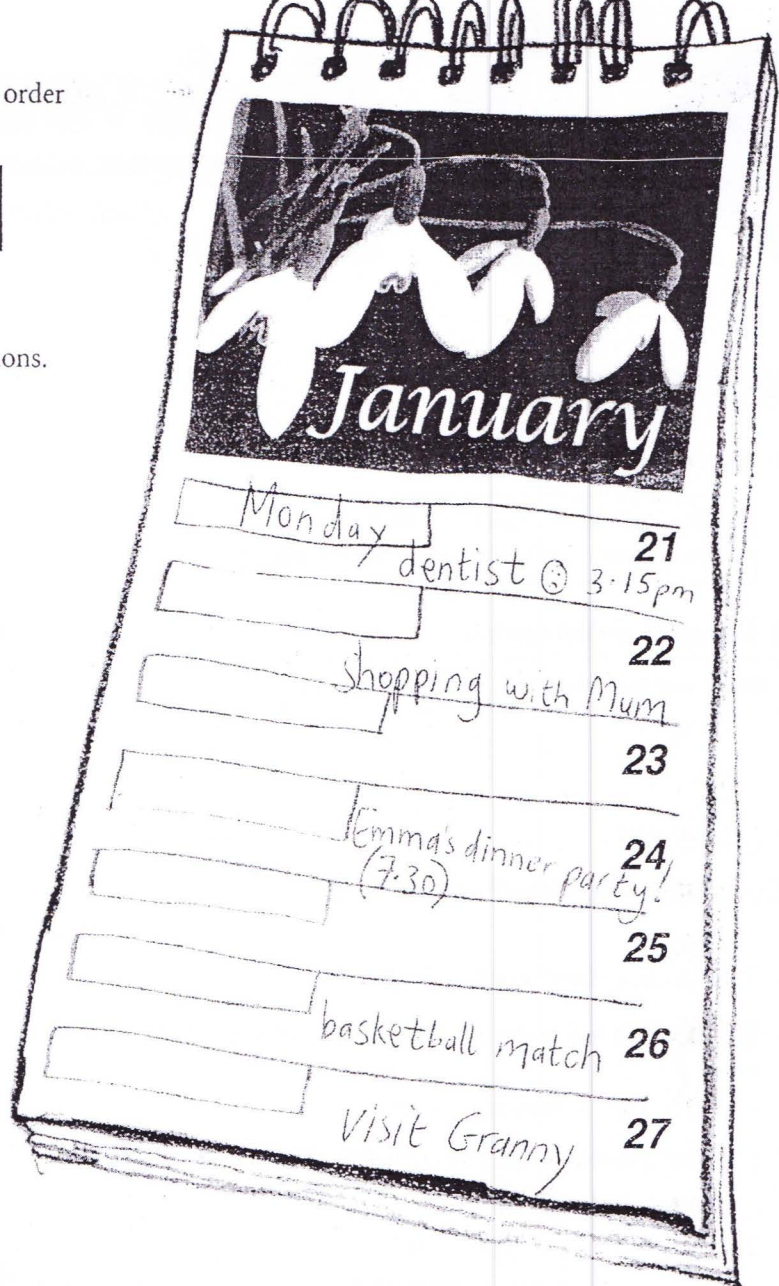 order
ons.
January
Monday
21
dentist 3.15pm
22
shopping with Mum
23
24
Emma's dinner party!
(7.30)
25
basketball match
26
Visit Granny
27